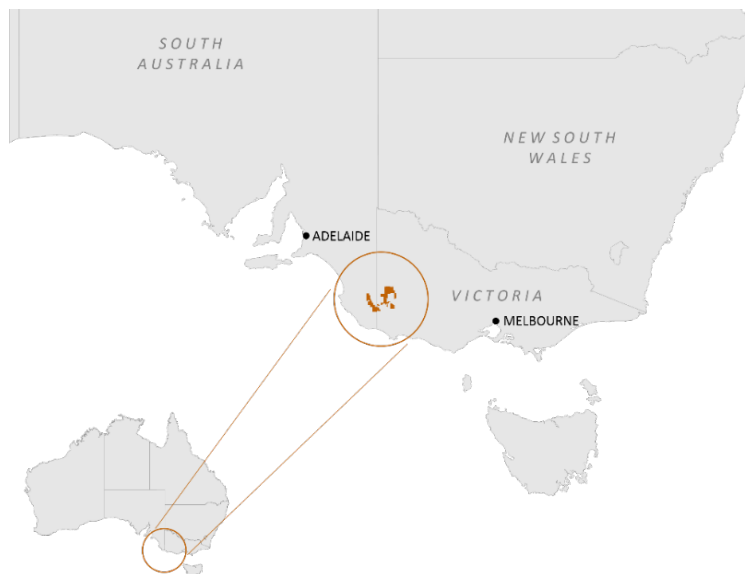 SOUTH
AUSTRALIA
NEW SOUTH
WALES
ADELAIDE
VICTORIA
MELBOURNE